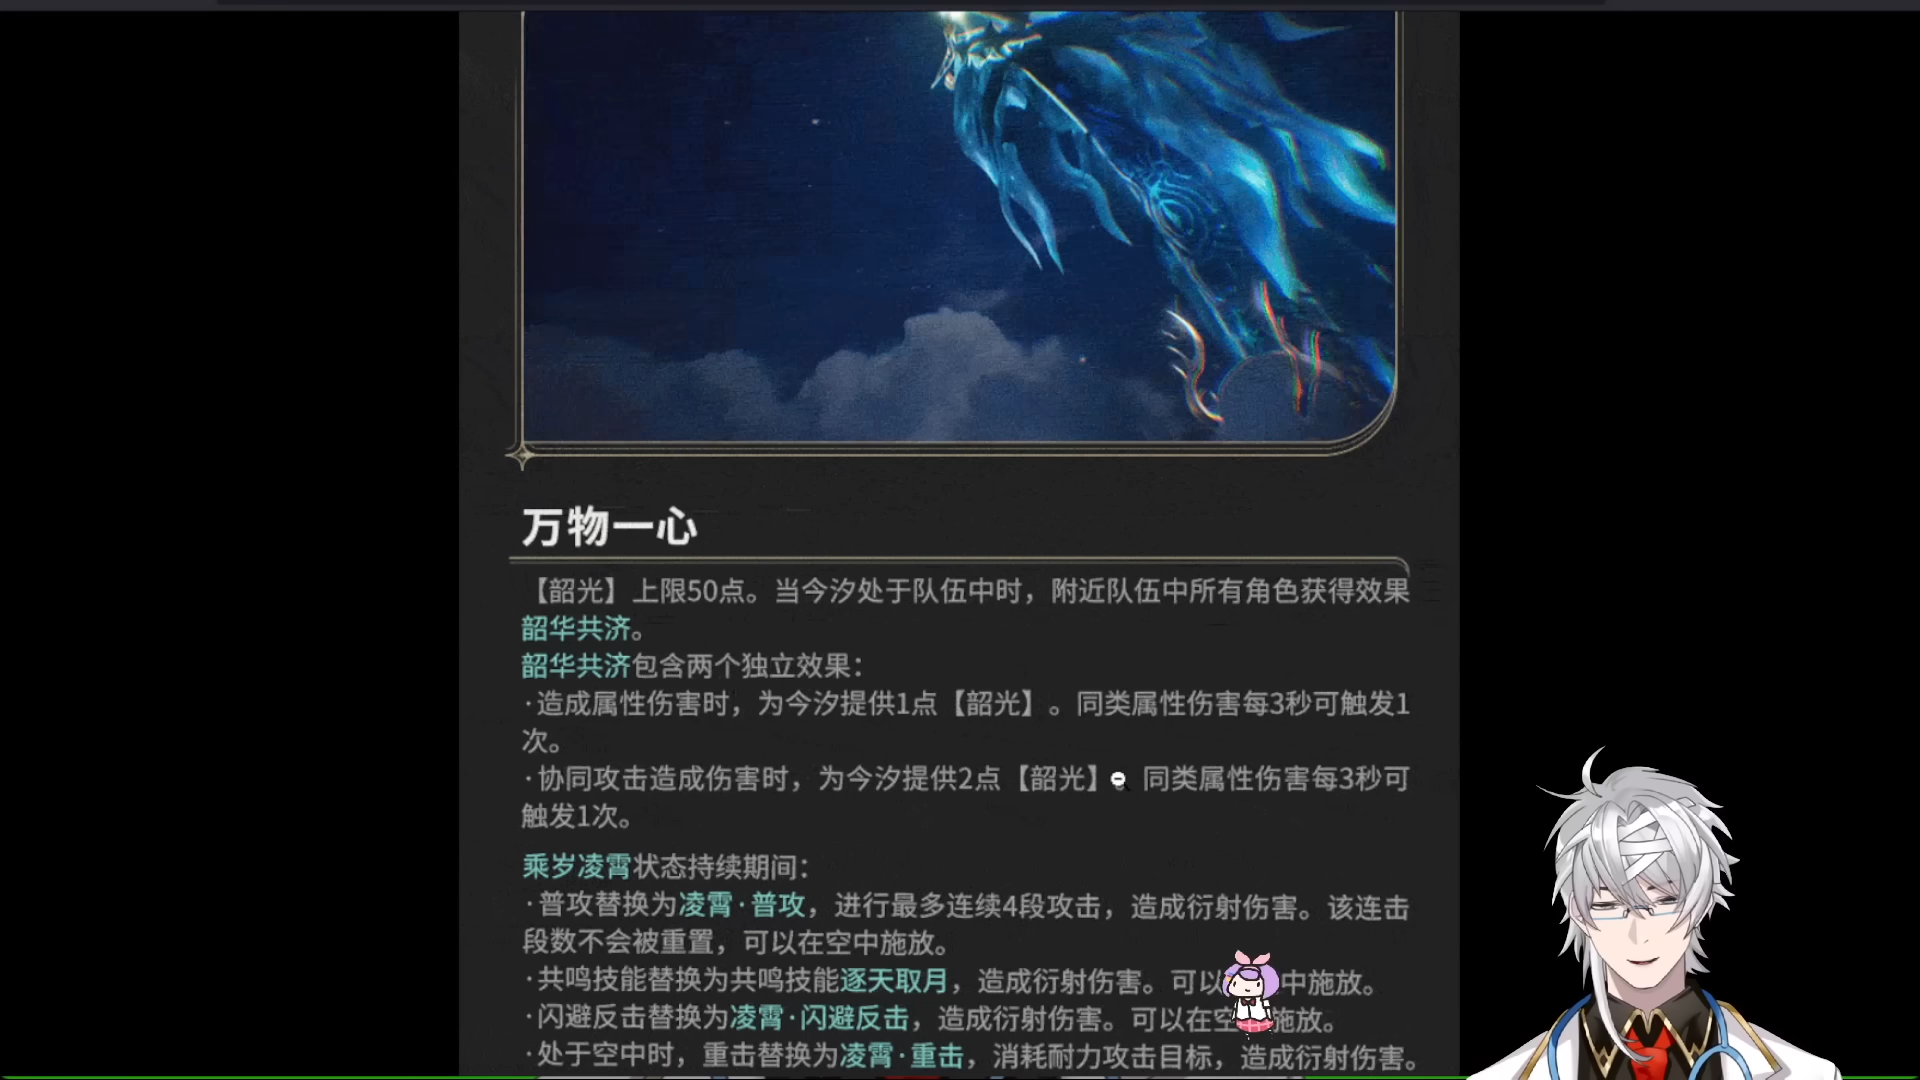 万物一心
【韶光】上限50点。当今汐处于队伍中时，附近队伍中所有角色获得效果
韶华共济。
韶华共济包含两个独立效果：
·造成属性伤害时，为今汐提供1点【韶光】。同类属性伤害每3秒可触发1
次。
·协同攻击造成伤害时，为今汐提供2点【韶光】 同类属性伤害每3秒可
触发1次。
乘岁凌霄状态持续期间：
·普攻替换为凌霄·普攻，进行最多连续4段攻击，造成衍射伤害。该连击
段数不会被重置，可以在空中施放。
·共鸣技能替换为共鸣技能逐天取月，造成衍射伤害。可以 中施放。
·闪避反击替换为凌霄·闪避反击，造成衍射伤害。可以在空 施放。
·处于空中时，重击替换为凌霄·重击，消耗耐力攻击目标，造成衍射伤害。